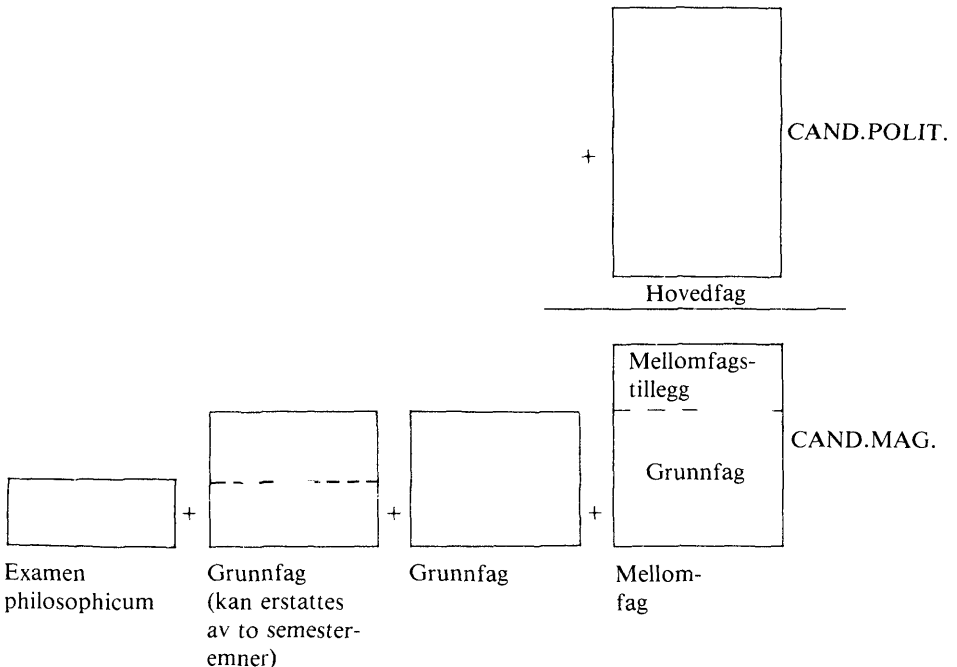 CAND.POLIT.
+
Hovedfag
Mellomfags-
tillegg
CAND.MAG.
Grunnfag
+
+
+
Examen
philosophicum
Grunnfag
(kan erstattes
av to semester-
emner)
Grunnfag
Mellom-
fag